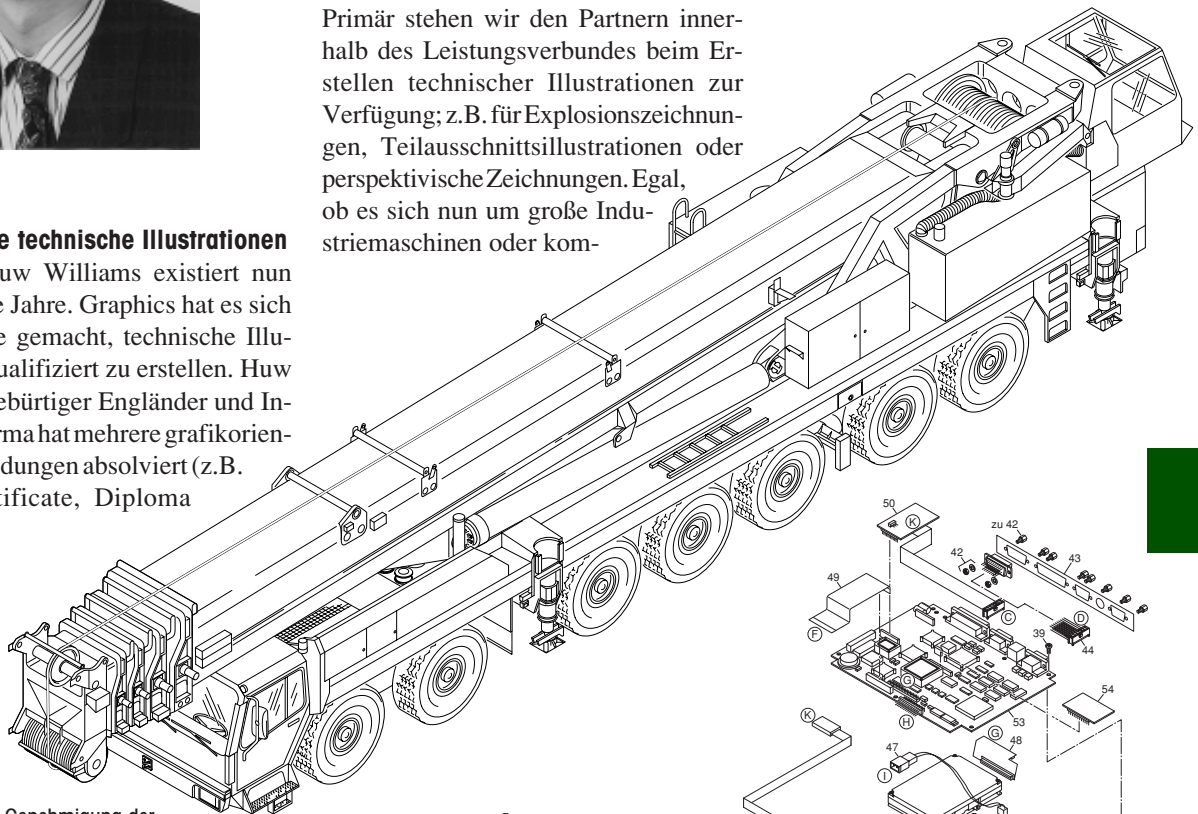 e technische Illustrationen
uw Williams existiert nun
e Jahre. Graphics hat es sich
e gemacht, technische Illu-
ualifiziert zu erstellen. Huw
ebürtiger Engländer und In-
rma hat mehrere grafikorien-
dungen absolviert (z.B.
tificate, Diploma
Primär stehen wir den Partnern inner-
halb des Leistungsverbundes beim Er-
stellen technischer Illustrationen zur
Verfügung; z.B. für Explosionszeichnun-
gen, Teilausschnittsillustrationen oder
perspektivische Zeichnungen. Egal,
ob es sich nun um große Indu-
striemaschinen oder kom-
50
K
zu 42
42
43
49
F
C
D
39
44
G
H
54
53
K
G
48
47
I
Genehmigung der